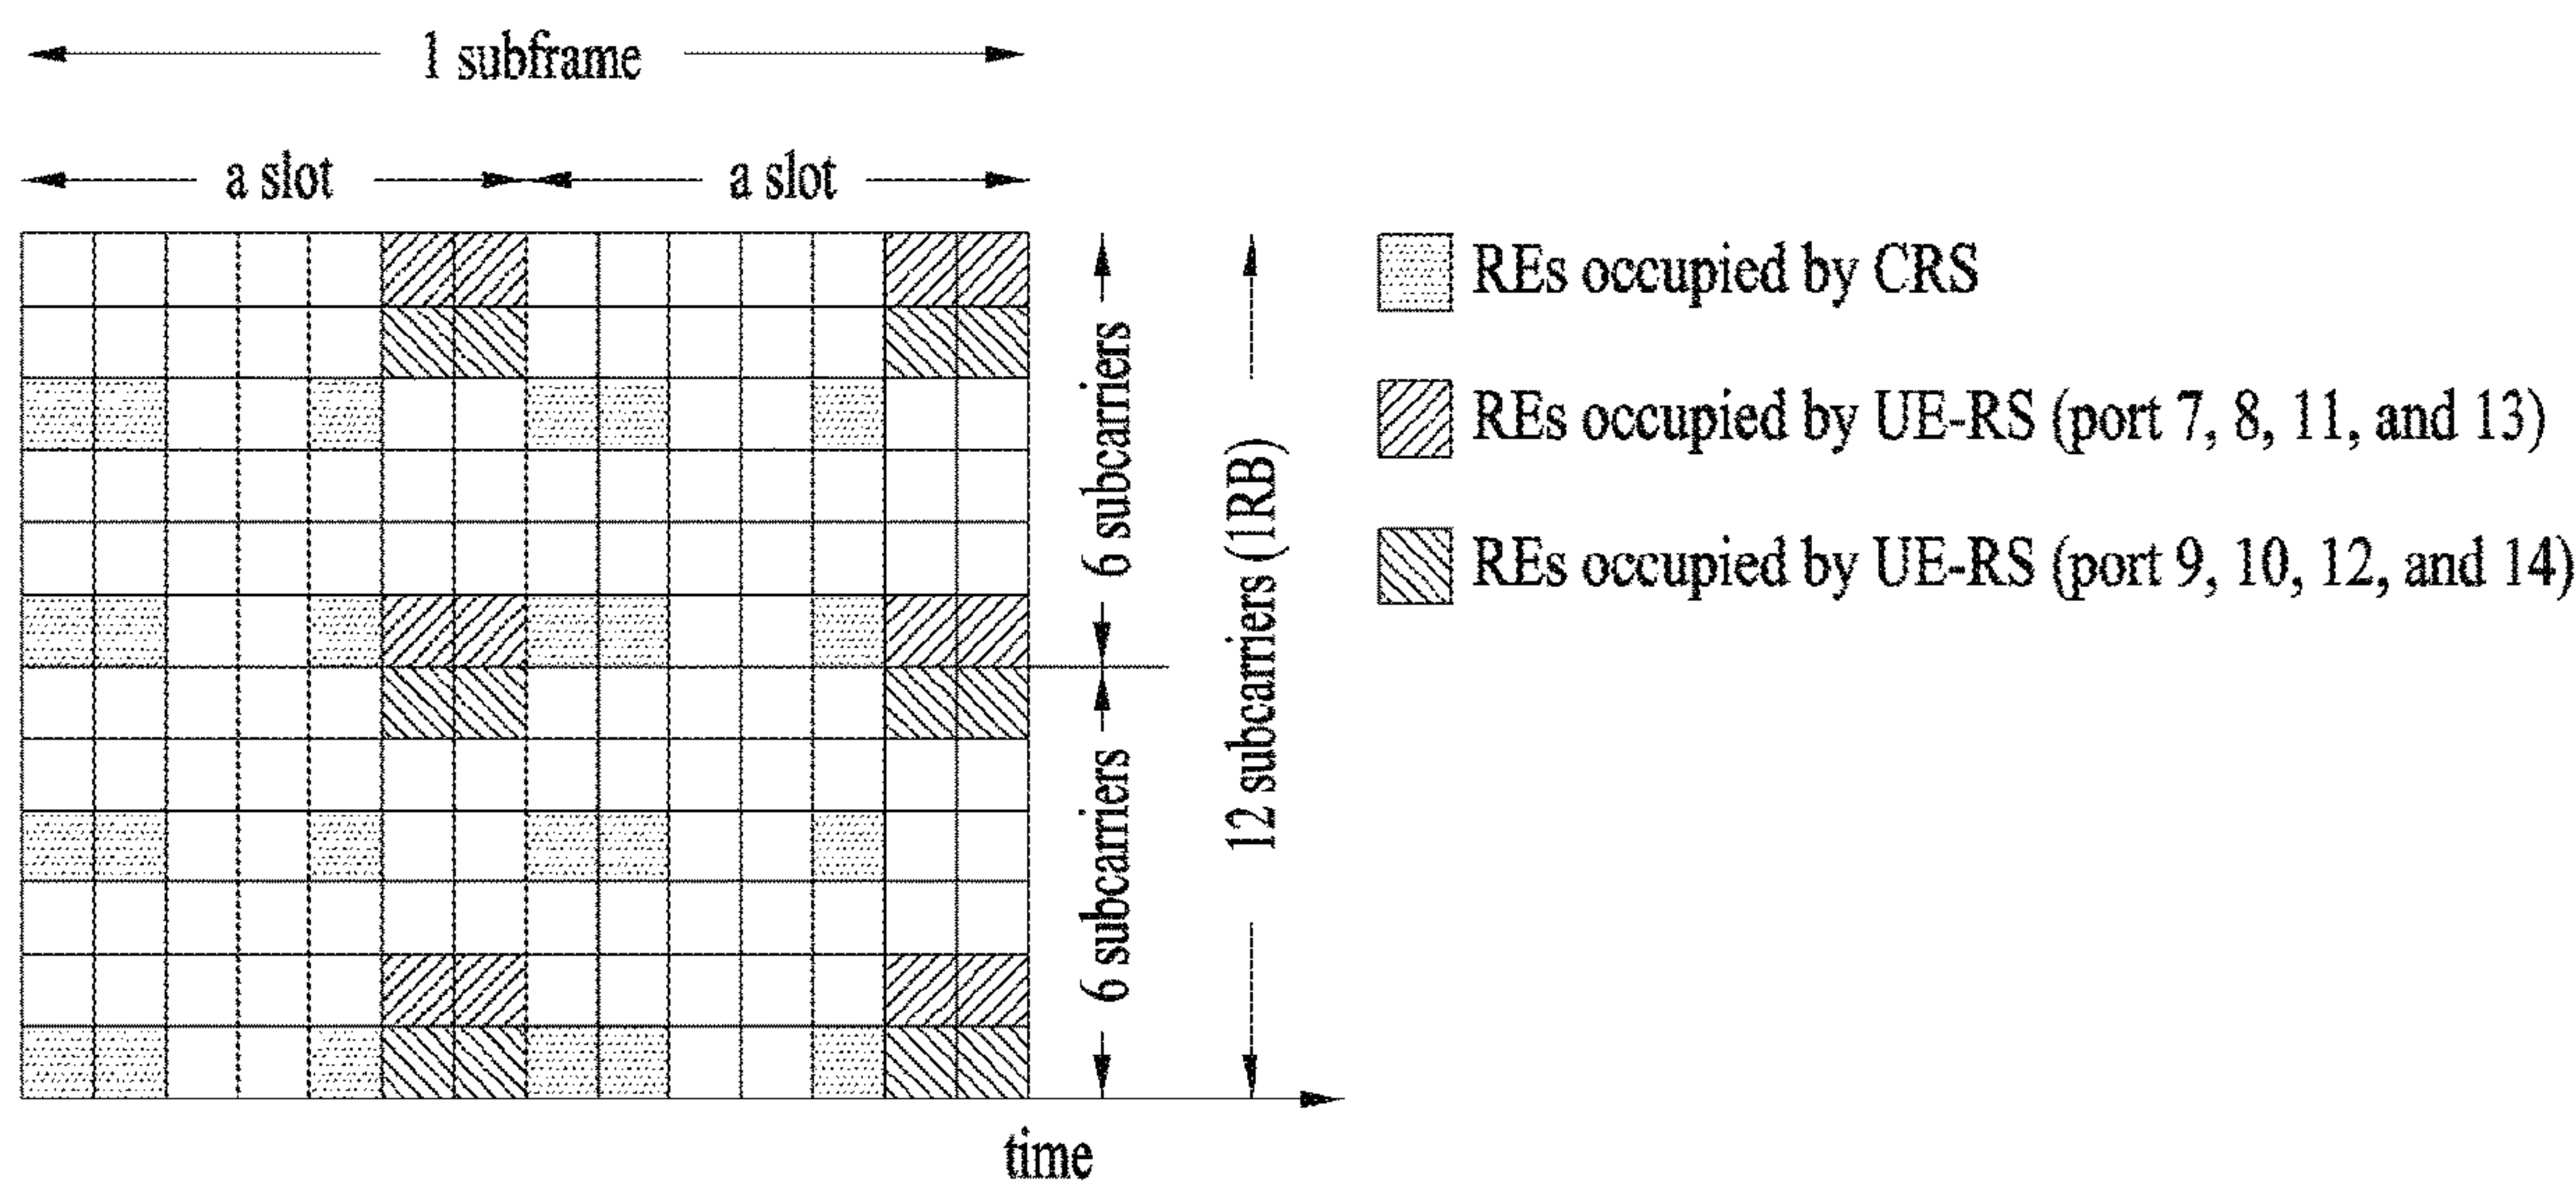 1 subframe
a slot
a slot
6 subcarriers
6 subcarriers
12 subcarriers (1RB)
time
REs occupied by CRS
REs occupied by UE-RS (port 7, 8, 11, and 13)
REs occupied by UE-RS (port 9, 10, 12, and 14)